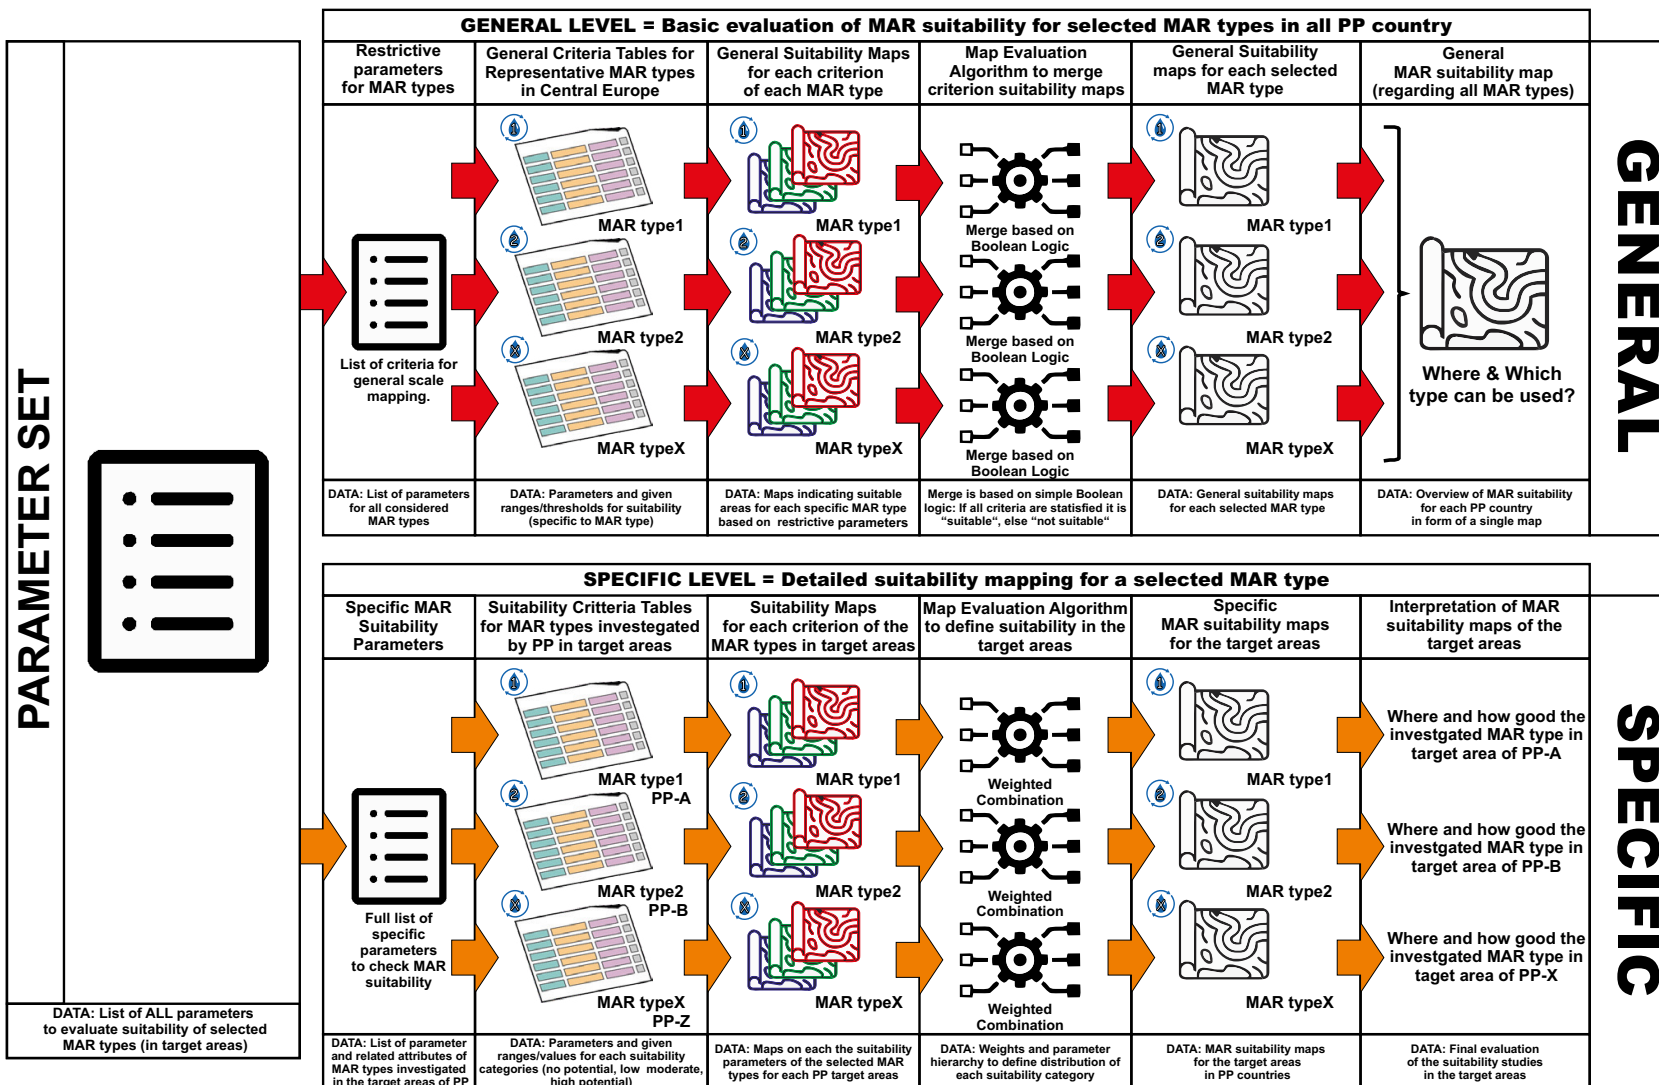 PARAMETER SET
DATA: List of ALL parameters
to evaluate suitability of selected
MAR types (in target areas)
GENERAL LEVEL = Basic evaluation of MAR suitability for selected MAR types in all PP country
Restrictive
parameters
for MAR types
General Criteria Tables for
Representative MAR types
in Central Europe
General Suitability Maps
for each criterion
of each MAR type
Map Evaluation
Algorithm to merge
criterion suitability maps
General Suitability
maps for each selected
MAR type
General
MAR suitability map
(regarding all MAR types)
List of criteria for
general scale
mapping.
1
MAR type1
2
MAR type2
X
MAR typeX
1
MAR type1
2
MAR type2
X
MAR typeX
Merge based on
Boolean Logic
Merge based on
Boolean Logic
Merge based on
Boolean Logic
1
MAR type1
2
MAR type2
X
MAR typeX
Where & Which
type can be used?
DATA: List of parameters
for all considered
MAR types
DATA: Parameters and given
ranges/thresholds for suitability
(specific to MAR type)
DATA: Maps indicating suitable
areas for each specific MAR type
based on restrictive parameters
Merge is based on simple Boolean
logic: If all criteria are statisfied it is
“suitable“, else “not suitable“
DATA: General suitability maps
for each selected MAR type
DATA: Overview of MAR suitability
for each PP country
in form of a single map
GENERAL
SPECIFIC LEVEL = Detailed suitability mapping for a selected MAR type
Specific MAR
Suitability
Parameters
Suitability Critteria Tables
for MAR types investegated
by PP in target areas
Suitability Maps
for each criterion of the
MAR types in target areas
Map Evaluation Algorithm
to define suitability in the
target areas
Specific
MAR suitability maps
for the target areas
Interpretation of MAR
suitability maps of the
target areas
Full list of
specific
parameters
to check MAR
suitability
1
MAR type1
PP-A
2
MAR type2
PP-B
X
MAR typeX
PP-Z
1
MAR type1
2
MAR type2
X
MAR typeX
Weighted
Combination
Weighted
Combination
Weighted
Combination
1
MAR type1
2
MAR type2
X
MAR typeX
Where and how good the
investgated MAR type in
target area of PP-A
Where and how good the
investgated MAR type in
target area of PP-B
Where and how good the
investgated MAR type in
taget area of PP-X
DATA: List of parameter
and related attributes of
MAR types investigated
in the target areas of PP
DATA: Parameters and given
ranges/values for each suitability
categories (no potential, low moderate,
high potential)
DATA: Maps on each the suitability
parameters of the selected MAR
types for each PP target areas
DATA: Weights and parameter
hierarchy to define distribution of
each suitability category
DATA: MAR suitability maps
for the target areas
in PP countries
DATA: Final evaluation
of the suitability studies
in the target areas
SPECIFIC